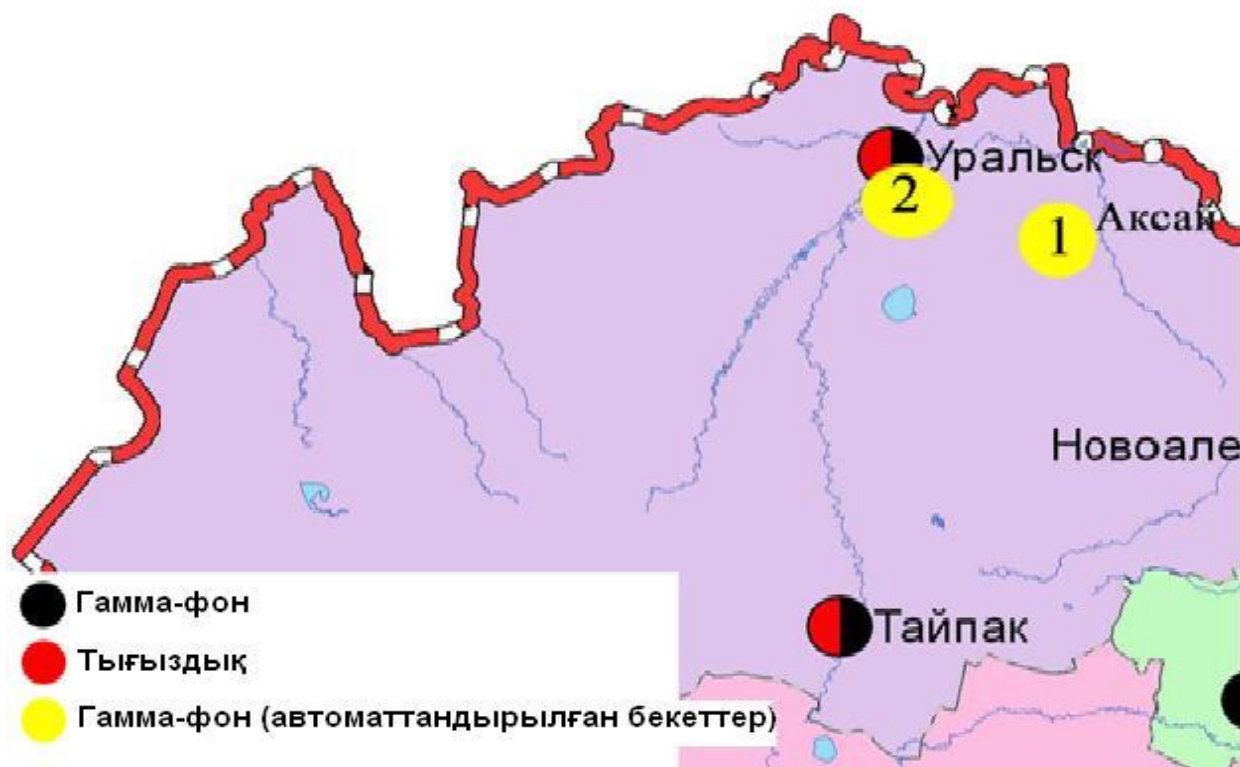 Уральск
2
Аксай
1
Новоале
Тайпак
Гамма-фон
Тығыздық
Гамма-фон (автоматтандырылған бекеттер)